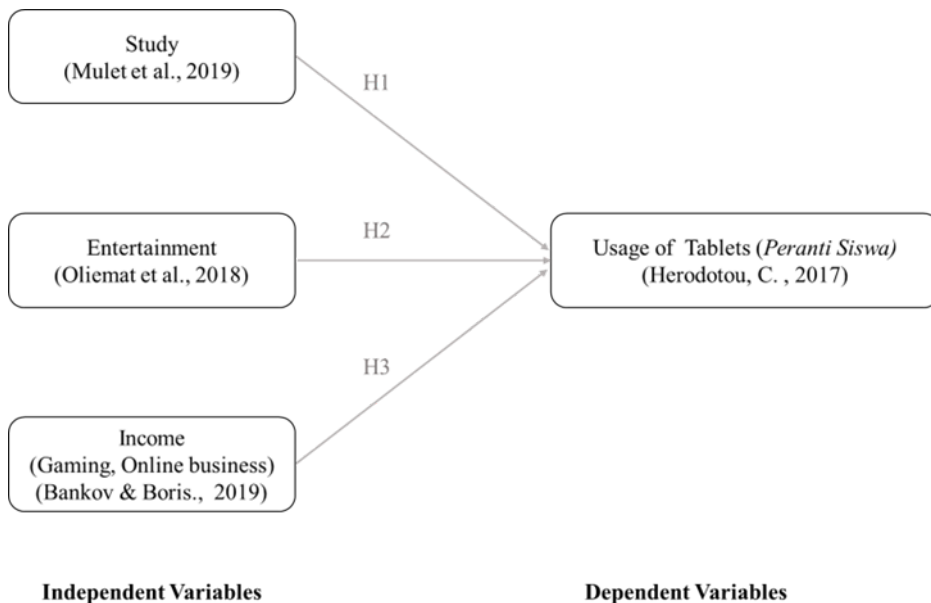 Study
(Mulet et al., 2019)
H1
Entertainment
(Oliemat et al., 2018)
H2
Usage of Tablets (Peranti Siswa)
(Herodotou, C. , 2017)
H3
Income
(Gaming, Online business)
(Bankov & Boris., 2019)
Independent Variables
Dependent Variables